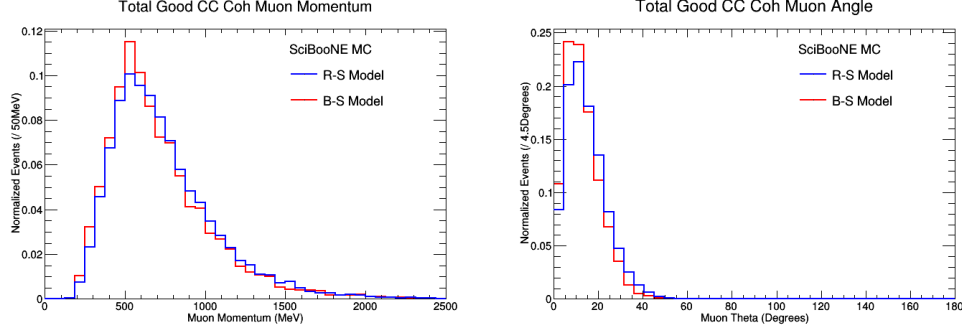 Total Good CC Coh Muon Momentum
Normalized Events (/ 50MeV)
0.12
0.1
0.08
0.06
0.04
0.02
0
SciBooNE MC
R-S Model
B-S Model
0 500 1000 1500 2000 2500
Muon Momentum (MeV)
Total Good CC Coh Muon Angle
Normalized Events (/ 4.5Degrees)
0.25
0.2
0.15
0.1
0.05
0
SciBooNE MC
R-S Model
B-S Model
0 20 40 60 80 100 120 140 160 180
Muon Theta (Degrees)